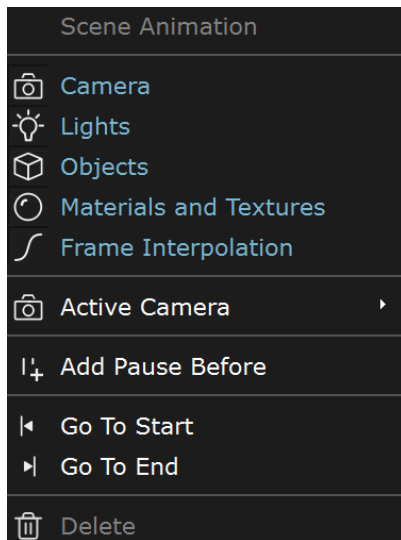 Scene Animation
Camera
Lights
Objects
Materials and Textures
Frame Interpolation
Active Camera
Add Pause Before
Go To Start
Go To End
Delete